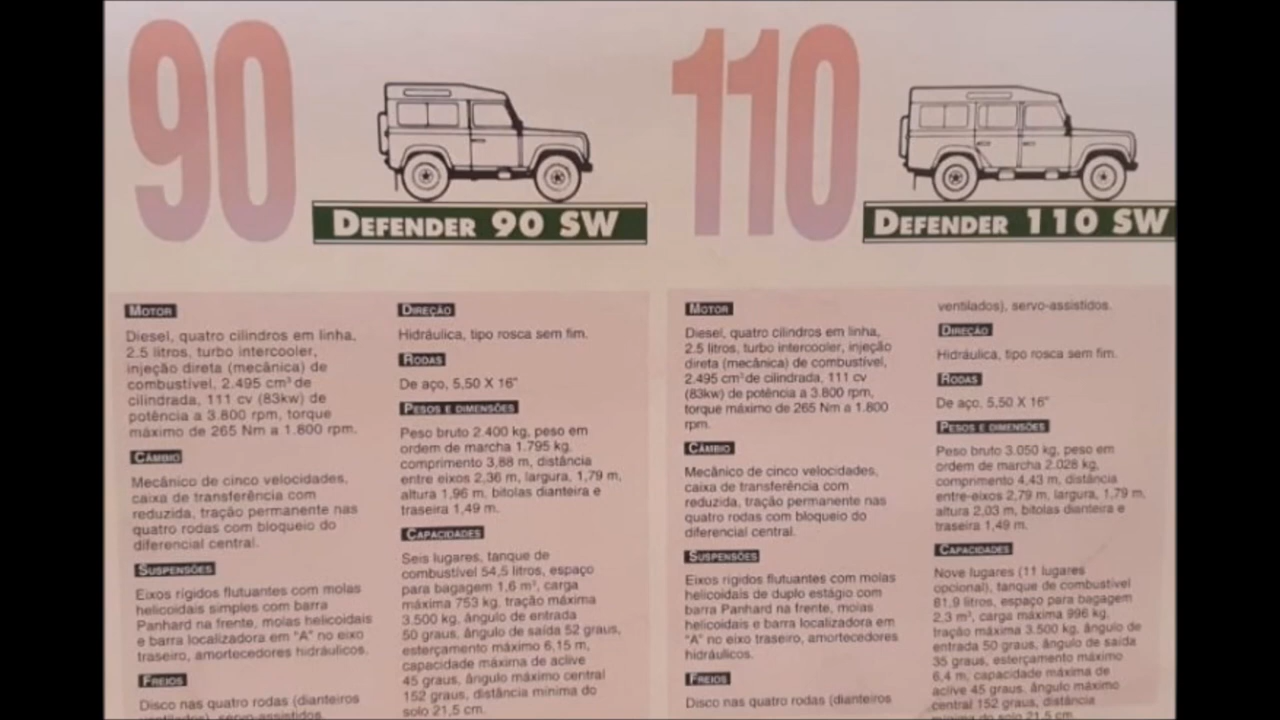 90
DEFENDER 90 SW
MOTOR
Diesel, quatro cilindros em linha,
2.5 litros, turbo intercooler,
injeção direta (mecânica) de
combustível, 2.495 cm³ de
cilindrada, 111 cv (83kw) de
potência a 3.800 rpm, torque
máximo de 265 Nm a 1.800 rpm.
CÂMBIO
Mecânico de cinco velocidades,
caixa de transferência com
reduzida, tração permanente nas
quatro rodas com bloqueio do
diferencial central.
SUSPENSÕES
Eixos rígidos flutuantes com molas
helicoidais simples com barra
Panhard na frente, molas helicoidais
e barra localizadora em "A" no eixo
traseiro, amortecedores hidráulicos.
FREIOS
Disco nas quatro rodas (dianteiros
ventilados), servo-assistidos.
DIREÇÃO
Hidráulica, tipo rosca sem fim.
RODAS
De aço, 5,50 X 16"
PESOS E DIMENSÕES
Peso bruto 2.400 kg, peso em
ordem de marcha 1.795 kg,
comprimento 3,88 m, distância
entre eixos 2,36 m, largura, 1,79 m,
altura 1,96 m, bitolas dianteira e
traseira 1,49 m.
CAPACIDADES
Seis lugares, tanque de
combustível 54,5 litros, espaço
para bagagem 1,6 m³, carga
máxima 753 kg, tração máxima
3.500 kg, ângulo de entrada
50 graus, ângulo de saída 52 graus,
esterçamento máximo 6,15 m,
capacidade máxima de aclive
45 graus, ângulo máximo central
152 graus, distância mínima do
solo 21,5 cm.
110
DEFENDER 110 SW
MOTOR
Diesel, quatro cilindros em linha,
2.5 litros, turbo intercooler, injeção
direta (mecânica) de combustível,
2.495 cm³ de cilindrada, 111 cv
(83kw) de potência a 3.800 rpm,
torque máximo de 265 Nm a 1.800
rpm.
CÂMBIO
Mecânico de cinco velocidades,
caixa de transferência com
reduzida, tração permanente nas
quatro rodas com bloqueio do
diferencial central.
SUSPENSÕES
Eixos rígidos flutuantes com molas
helicoidais de duplo estágio com
barra Panhard na frente, molas
helicoidais e barra localizadora em
"A" no eixo traseiro, amortecedores
hidráulicos.
FREIOS
Disco nas quatro rodas (dianteiros
ventilados), servo-assistidos.
DIREÇÃO
Hidráulica, tipo rosca sem fim.
RODAS
De aço, 5,50 X 16"
PESOS E DIMENSÕES
Peso bruto 3.050 kg, peso em
ordem de marcha 2.028 kg,
comprimento 4,43 m, distância
entre-eixos 2,79 m, largura, 1,79 m,
altura 2,03 m, bitolas dianteira e
traseira 1,49 m.
CAPACIDADES
Nove lugares (11 lugares
opcional), tanque de combustível
81,9 litros, espaço para bagagem
2,3 m³, carga máxima 996 kg,
tração máxima 3.500 kg, ângulo de
entrada 50 graus, ângulo de saída
35 graus, esterçamento máximo
6,4 m, capacidade máxima de
aclive 45 graus, ângulo máximo
central 152 graus, distância
mínima do solo 21,5 cm.